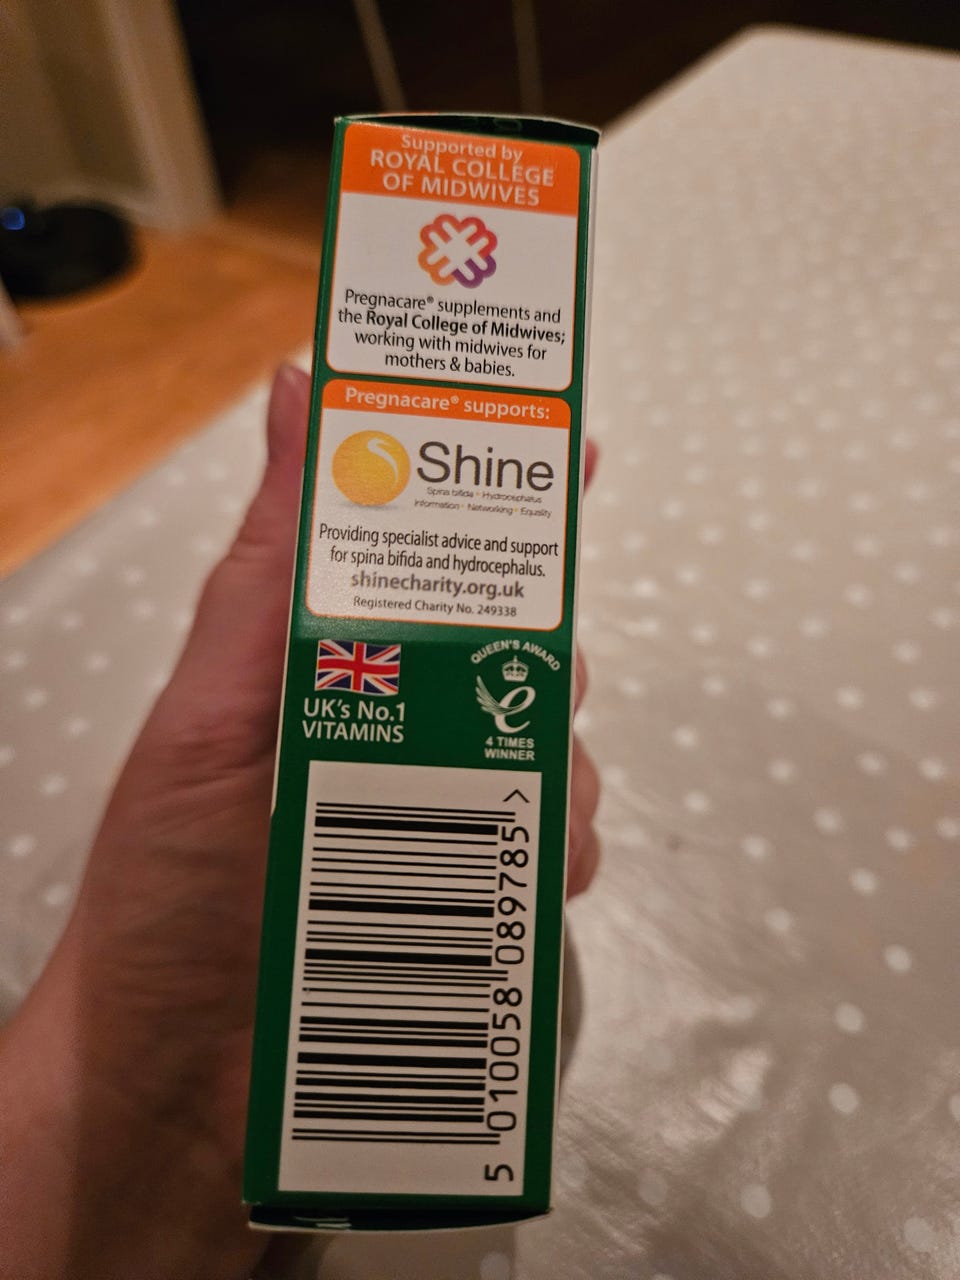 Supported by
ROYAL COLLEGE
OF MIDWIVES
Pregnacare® supplements and
the Royal College of Midwives;
working with midwives for
mothers & babies.
Pregnacare® supports:
Shine
Spina bifida • Hydrocephalus
Information • Networking • Equality
Providing specialist advice and support
for spina bifida and hydrocephalus.
shinecharity.org.uk
Registered Charity No. 249338
UK's No.1
VITAMINS
QUEEN'S AWARD
e
4 TIMES
WINNER
5 010058 089785 >